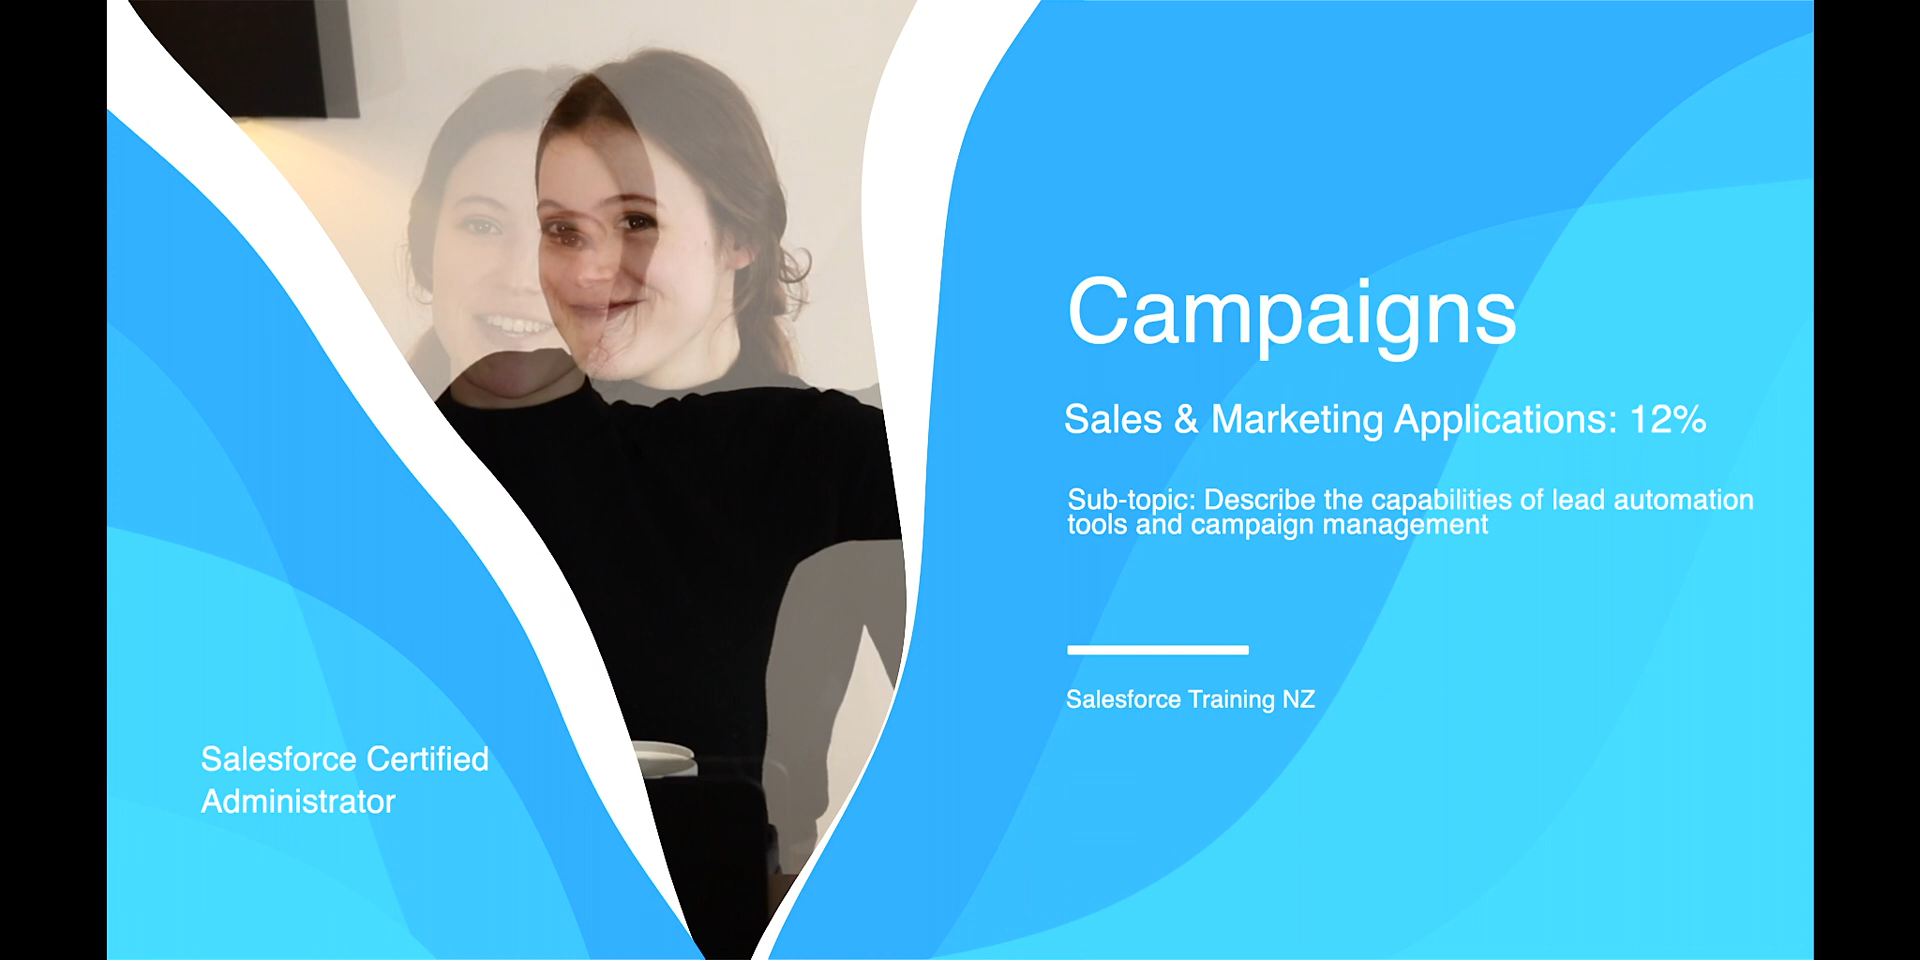 Campaigns
Sales & Marketing Applications: 12%
Sub-topic: Describe the capabilities of lead automation
tools and campaign management
Salesforce Training NZ
Salesforce Certified
Administrator